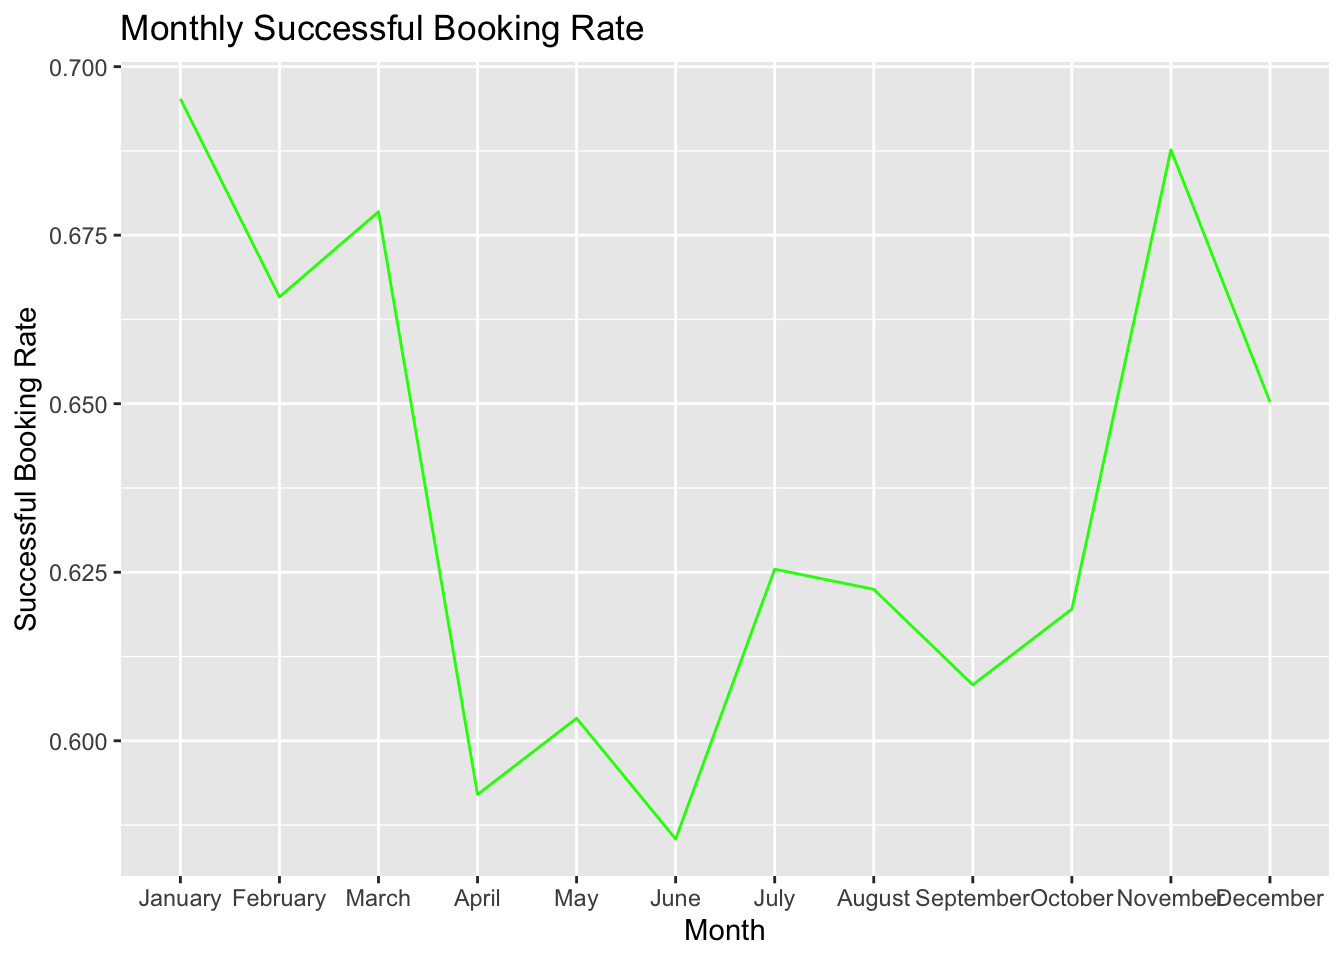 Monthly Successful Booking Rate
0.700
0.675
0.650
0.625
0.600
Successful Booking Rate
January February March April May June July August September October November December
Month